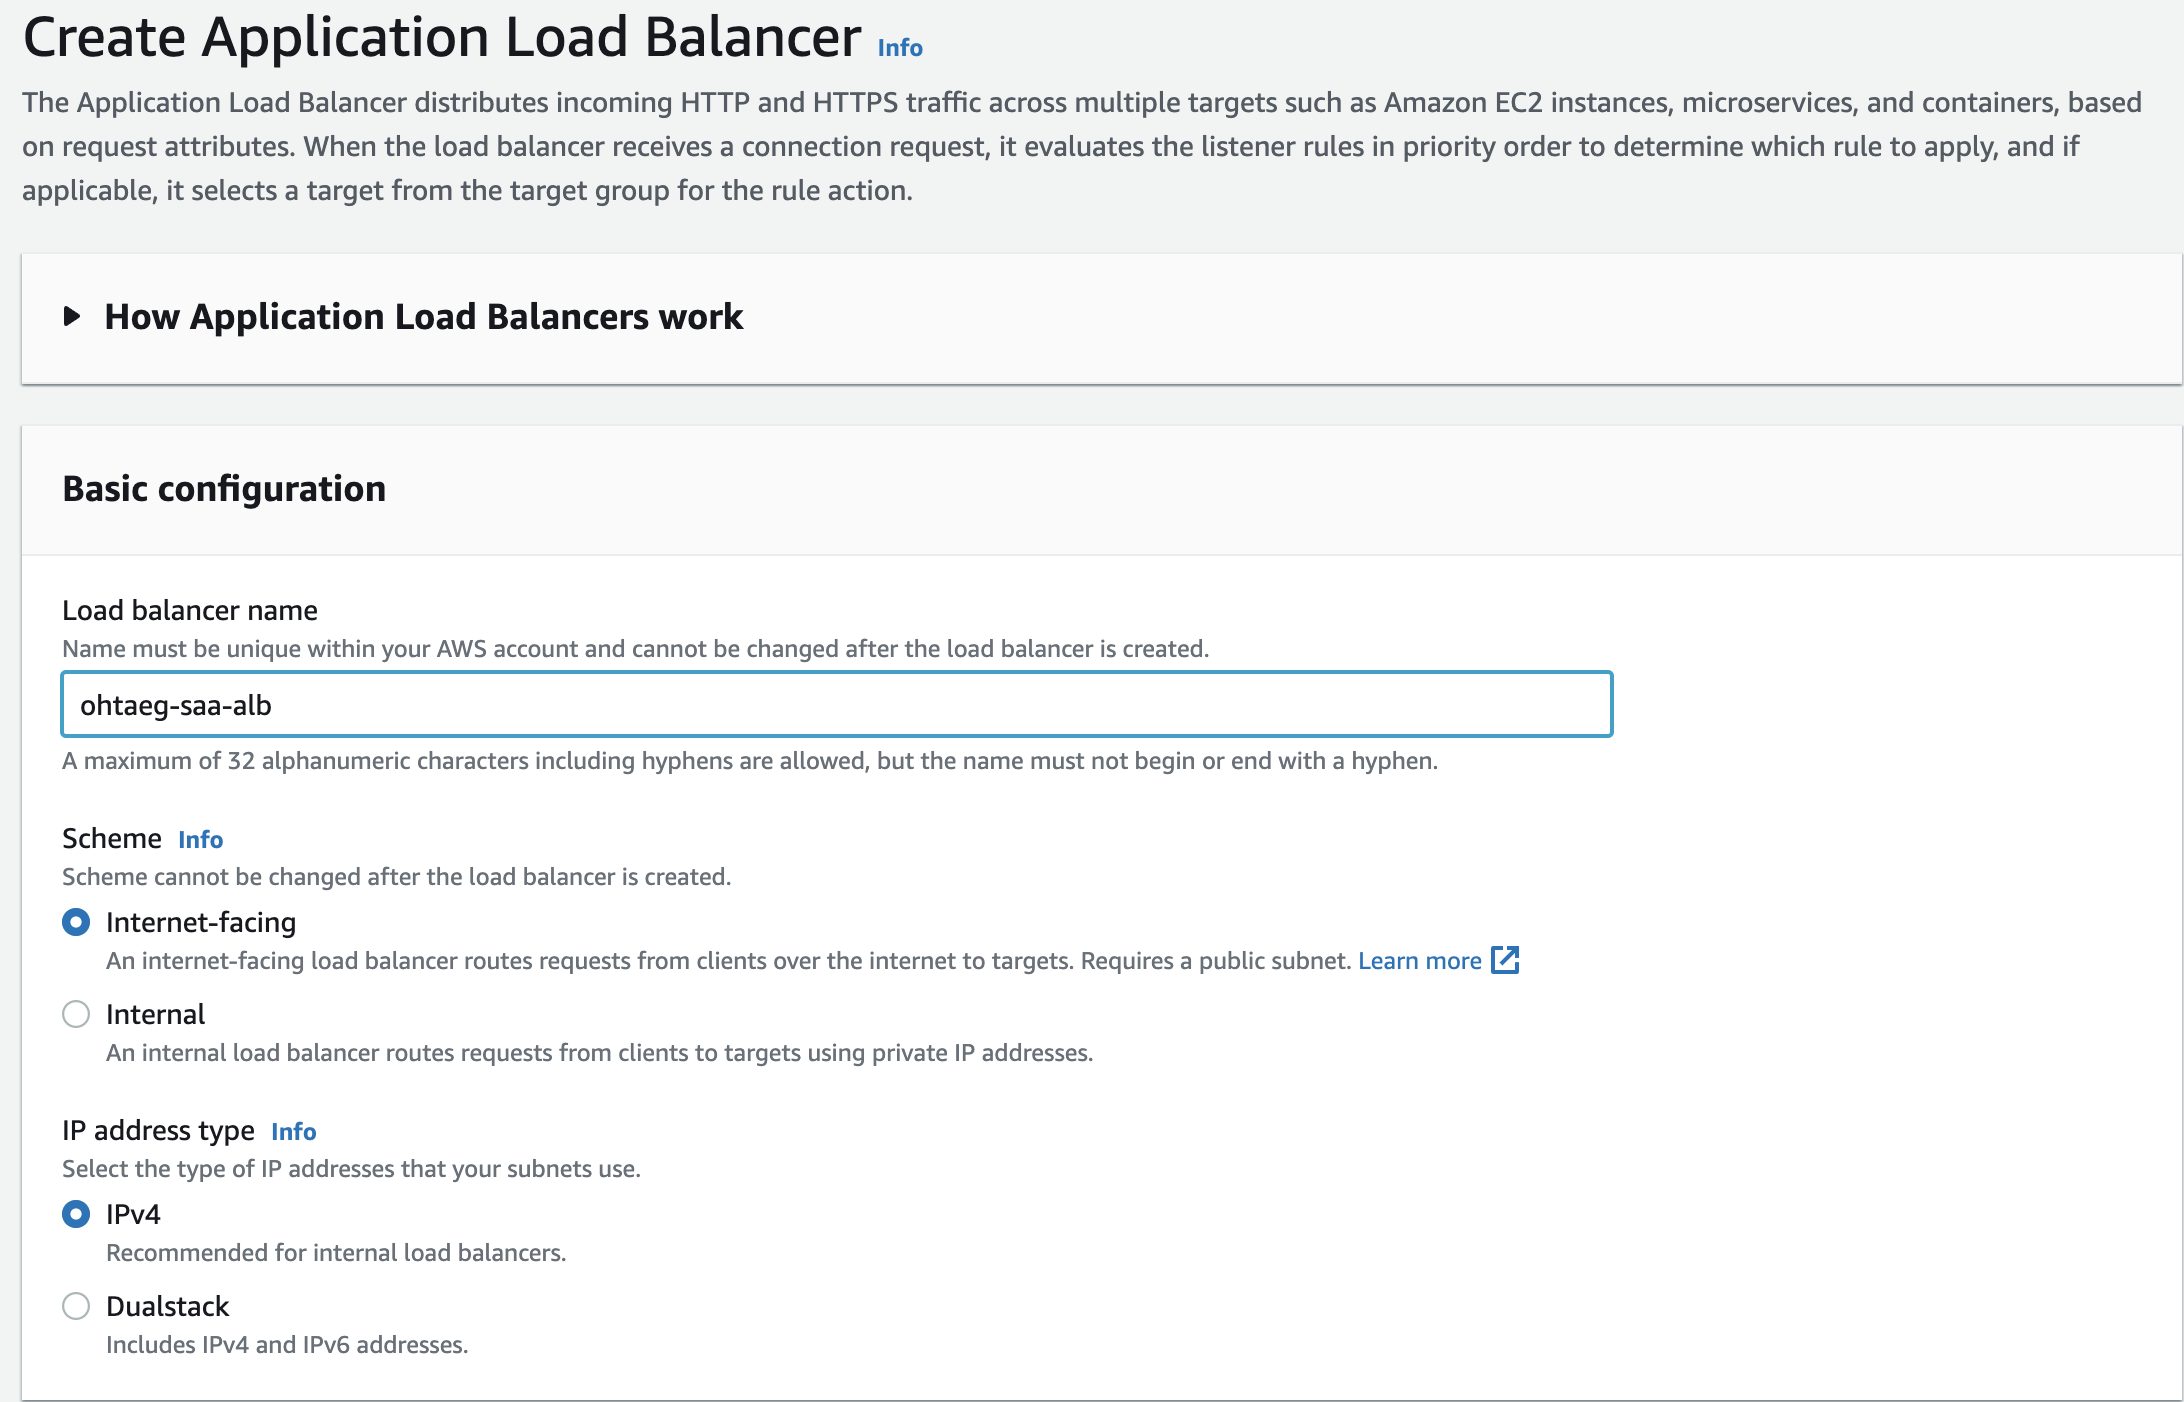 Create Application Load Balancer Info
The Application Load Balancer distributes incoming HTTP and HTTPS traffic across multiple targets such as Amazon EC2 instances, microservices, and containers, based
on request attributes. When the load balancer receives a connection request, it evaluates the listener rules in priority order to determine which rule to apply, and if
applicable, it selects a target from the target group for the rule action.
How Application Load Balancers work
Basic configuration
Load balancer name
Name must be unique within your AWS account and cannot be changed after the load balancer is created.
ohtaeg-saa-alb
A maximum of 32 alphanumeric characters including hyphens are allowed, but the name must not begin or end with a hyphen.
Scheme Info
Scheme cannot be changed after the load balancer is created.
Internet-facing
An internet-facing load balancer routes requests from clients over the internet to targets. Requires a public subnet. Learn more
Internal
An internal load balancer routes requests from clients to targets using private IP addresses.
IP address type Info
Select the type of IP addresses that your subnets use.
IPv4
Recommended for internal load balancers.
Dualstack
Includes IPv4 and IPv6 addresses.